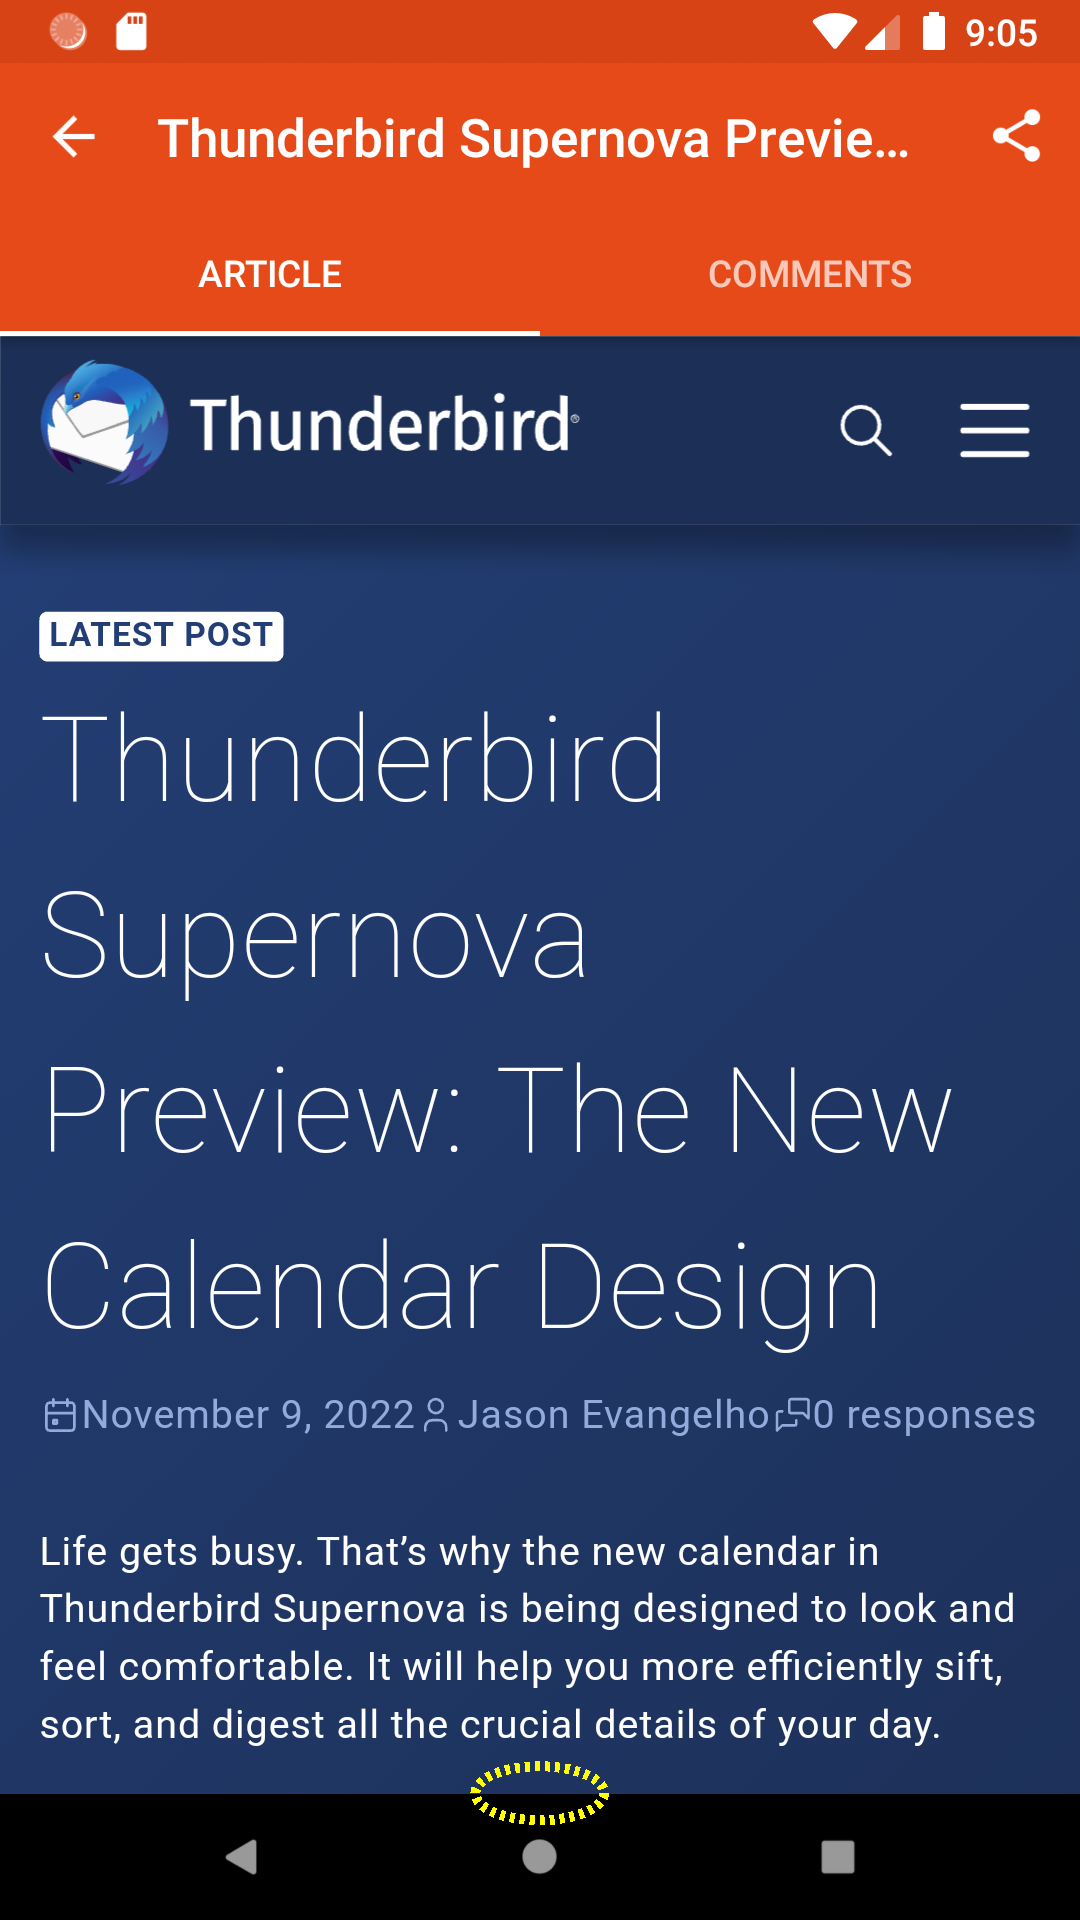 9:05
Thunderbird Supernova Previe...
ARTICLE
COMMENTS
Thunderbird®
LATEST POST
Thunderbird
Supernova
Preview: The New
Calendar Design
November 9, 2022 Jason Evangelho 0 responses
Life gets busy. That’s why the new calendar in
Thunderbird Supernova is being designed to look and
feel comfortable. It will help you more efficiently sift,
sort, and digest all the crucial details of your day.